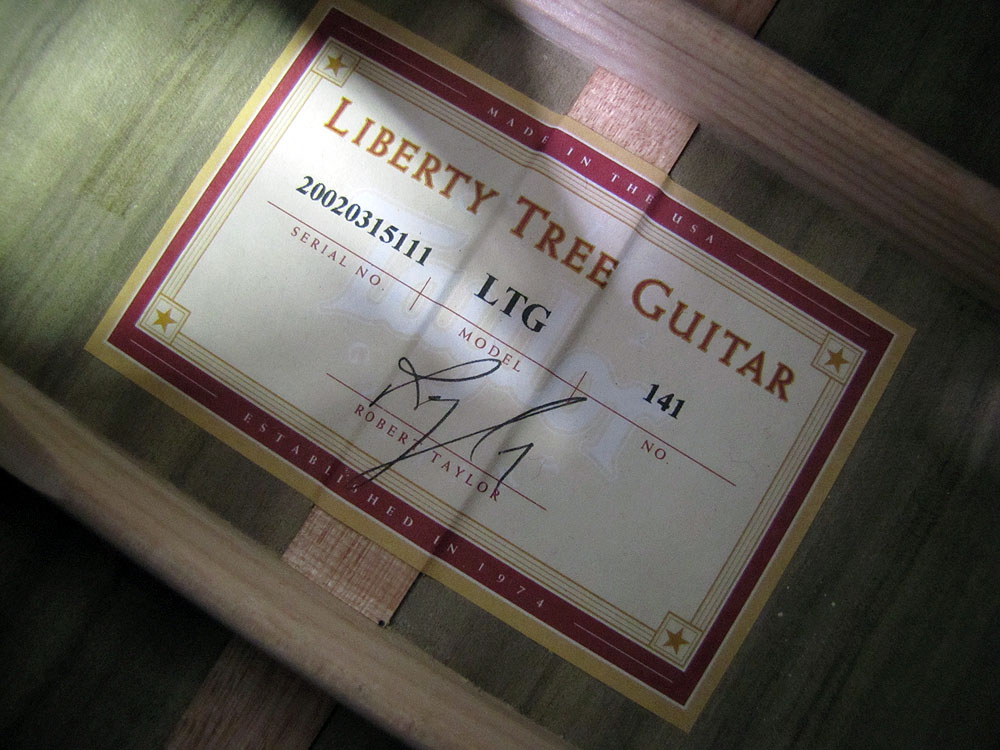 MADE IN THE USA
LIBERTY TREE GUITAR
20020315111 LTG 141
SERIAL NO. MODEL NO.
ROBERT TAYLOR
ESTABLISHED IN 1974